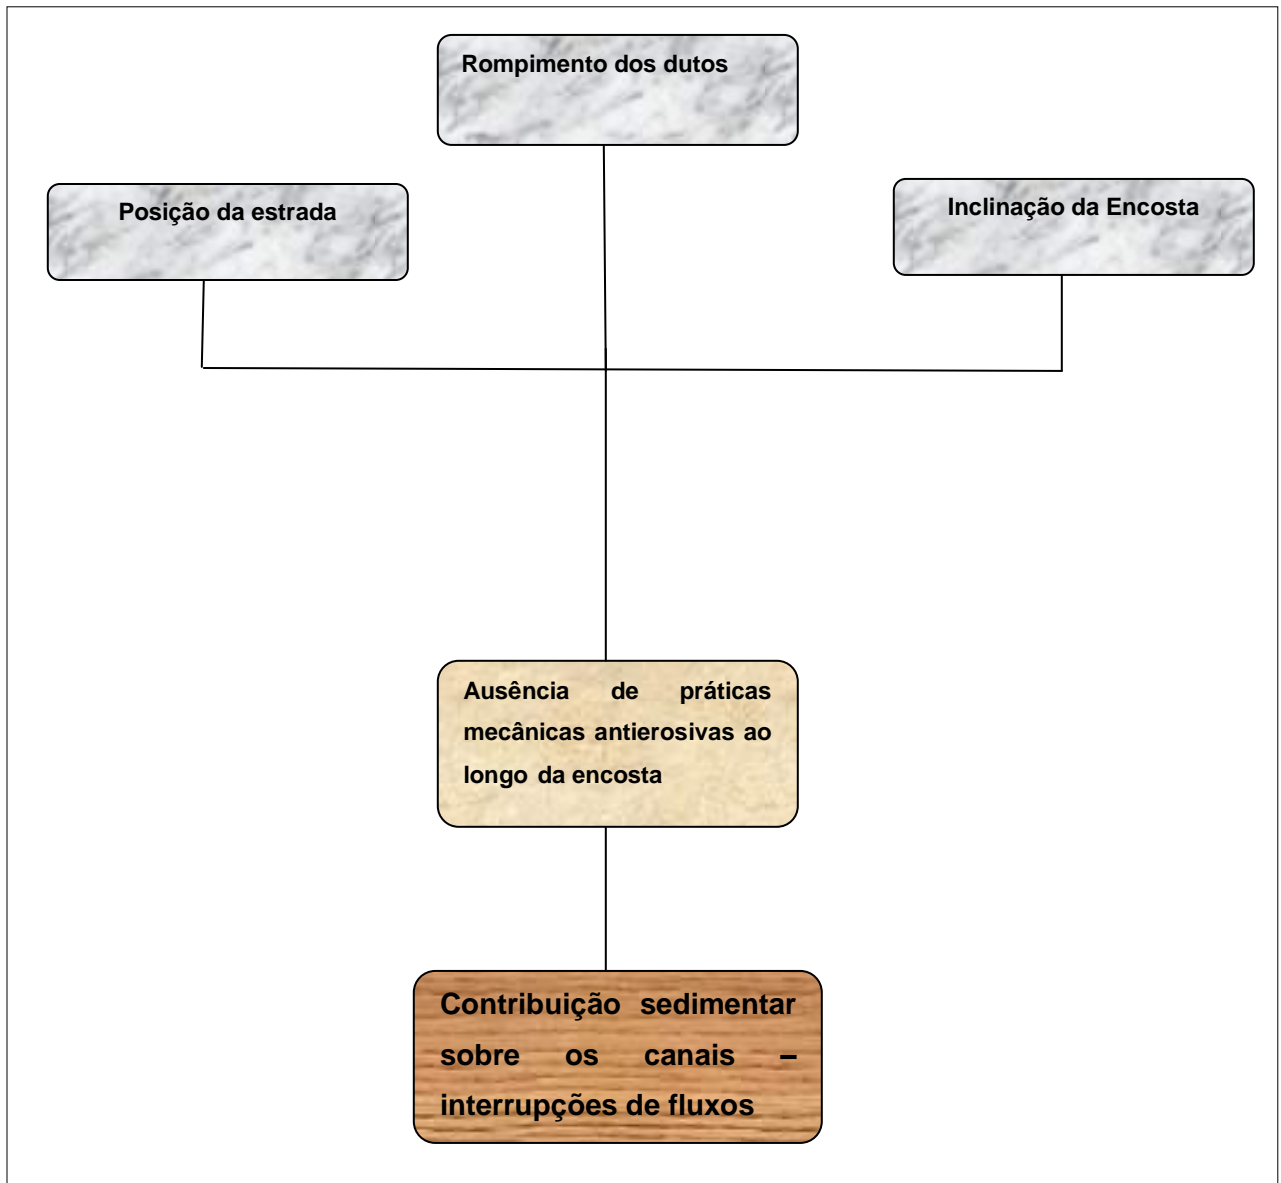 Rompimento dos dutos
Posição da estrada
Inclinação da Encosta
Ausência de práticas
mecânicas antierosivas ao
longo da encosta
Contribuição sedimentar
sobre os canais –
interrupções de fluxos